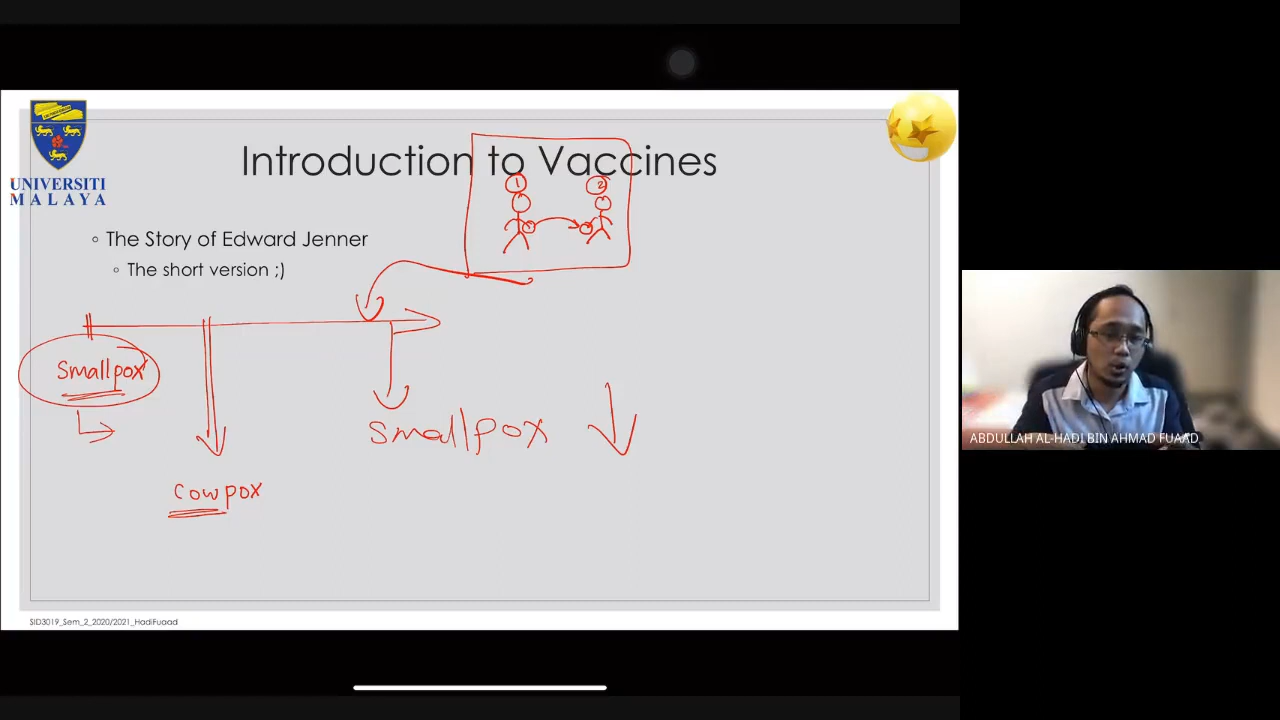 UNIVERSITI
MALAYA
Introduction to Vaccines
1
2
◦ The Story of Edward Jenner
◦ The short version ;)
Smallpox
Smallpox
Cowpox
SID3019_Sem_2_2020/2021_HadiFuaad
ABDULLAH AL-HADI BIN AHMAD FUAAD